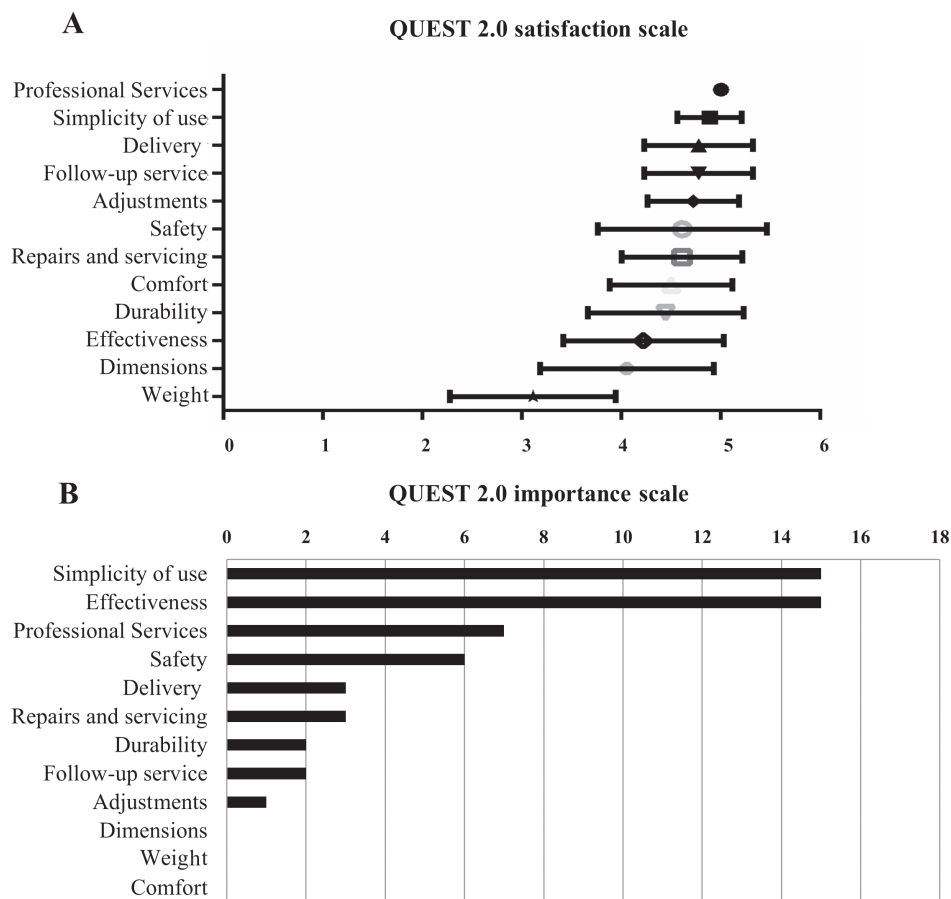 A
QUEST 2.0 satisfaction scale
Professional Services
Simplicity of use
Delivery
Follow-up service
Adjustments
Safety
Repairs and servicing
Comfort
Durability
Effectiveness
Dimensions
Weight
0 1 2 3 4 5 6
B
QUEST 2.0 importance scale
0 2 4 6 8 10 12 14 16 18
Simplicity of use
Effectiveness
Professional Services
Safety
Delivery
Repairs and servicing
Durability
Follow-up service
Adjustments
Dimensions
Weight
Comfort